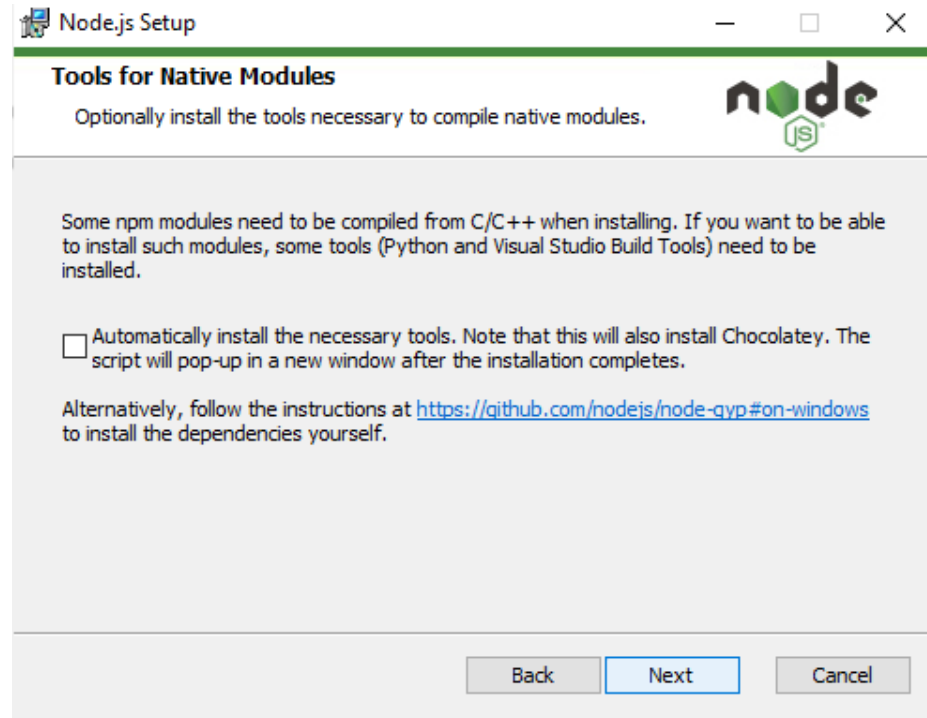 Node.js Setup
Tools for Native Modules
Optionally install the tools necessary to compile native modules.
node
JS
Some npm modules need to be compiled from C/C++ when installing. If you want to be able
to install such modules, some tools (Python and Visual Studio Build Tools) need to be
installed.
Automatically install the necessary tools. Note that this will also install Chocolatey. The
script will pop-up in a new window after the installation completes.
Alternatively, follow the instructions at https://github.com/nodejs/node-gyp#on-windows
to install the dependencies yourself.
Back Next Cancel